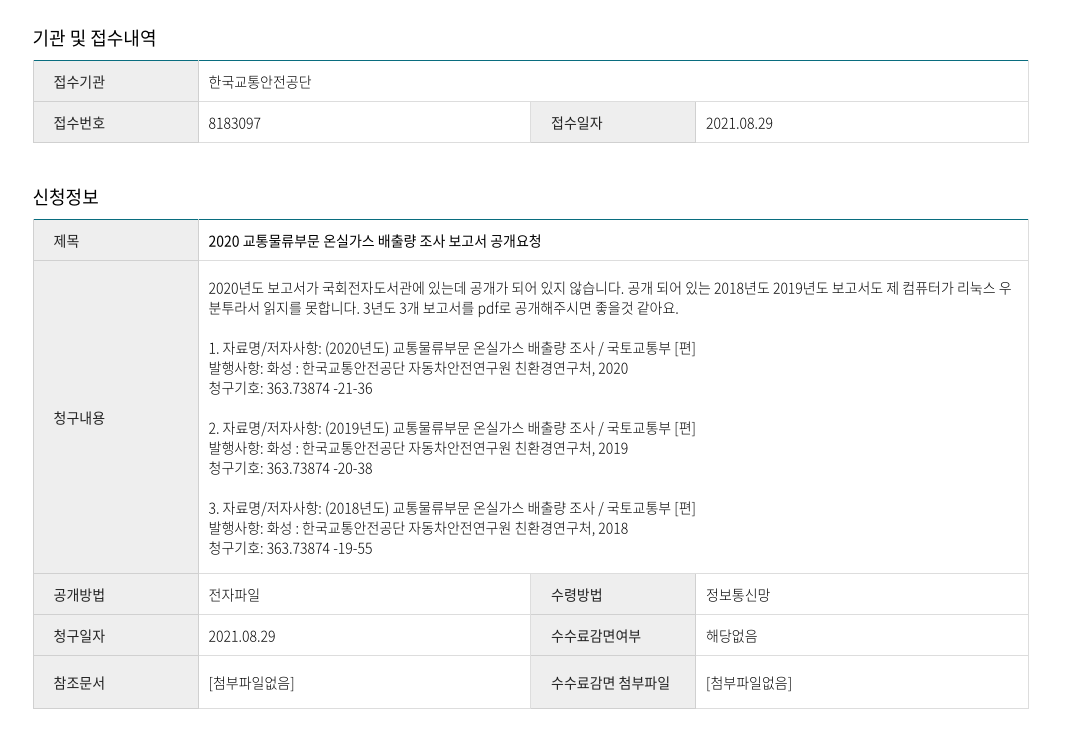 기관 및 접수내역
접수기관 한국교통안전공단
접수번호 8183097 접수일자 2021.08.29
신청정보
제목 2020 교통물류부문 온실가스 배출량 조사 보고서 공개요청
청구내용
2020년도 보고서가 국회전자도서관에 있는데 공개가 되어 있지 않습니다. 공개 되어 있는 2018년도 2019년도 보고서도 제 컴퓨터가 리눅스 우
분투라서 읽지를 못합니다. 3년도 3개 보고서를 pdf로 공개해주시면 좋을것 같아요.
1. 자료명/저자사항: (2020년도) 교통물류부문 온실가스 배출량 조사 / 국토교통부 [편]
발행사항: 화성 : 한국교통안전공단 자동차안전연구원 친환경연구처, 2020
청구기호: 363.73874 -21-36
2. 자료명/저자사항: (2019년도) 교통물류부문 온실가스 배출량 조사 / 국토교통부 [편]
발행사항: 화성 : 한국교통안전공단 자동차안전연구원 친환경연구처, 2019
청구기호: 363.73874 -20-38
3. 자료명/저자사항: (2018년도) 교통물류부문 온실가스 배출량 조사 / 국토교통부 [편]
발행사항: 화성 : 한국교통안전공단 자동차안전연구원 친환경연구처, 2018
청구기호: 363.73874 -19-55
공개방법 전자파일 수령방법 정보통신망
청구일자 2021.08.29 수수료감면여부 해당없음
참조문서 [첨부파일없음] 수수료감면 첨부파일 [첨부파일없음]